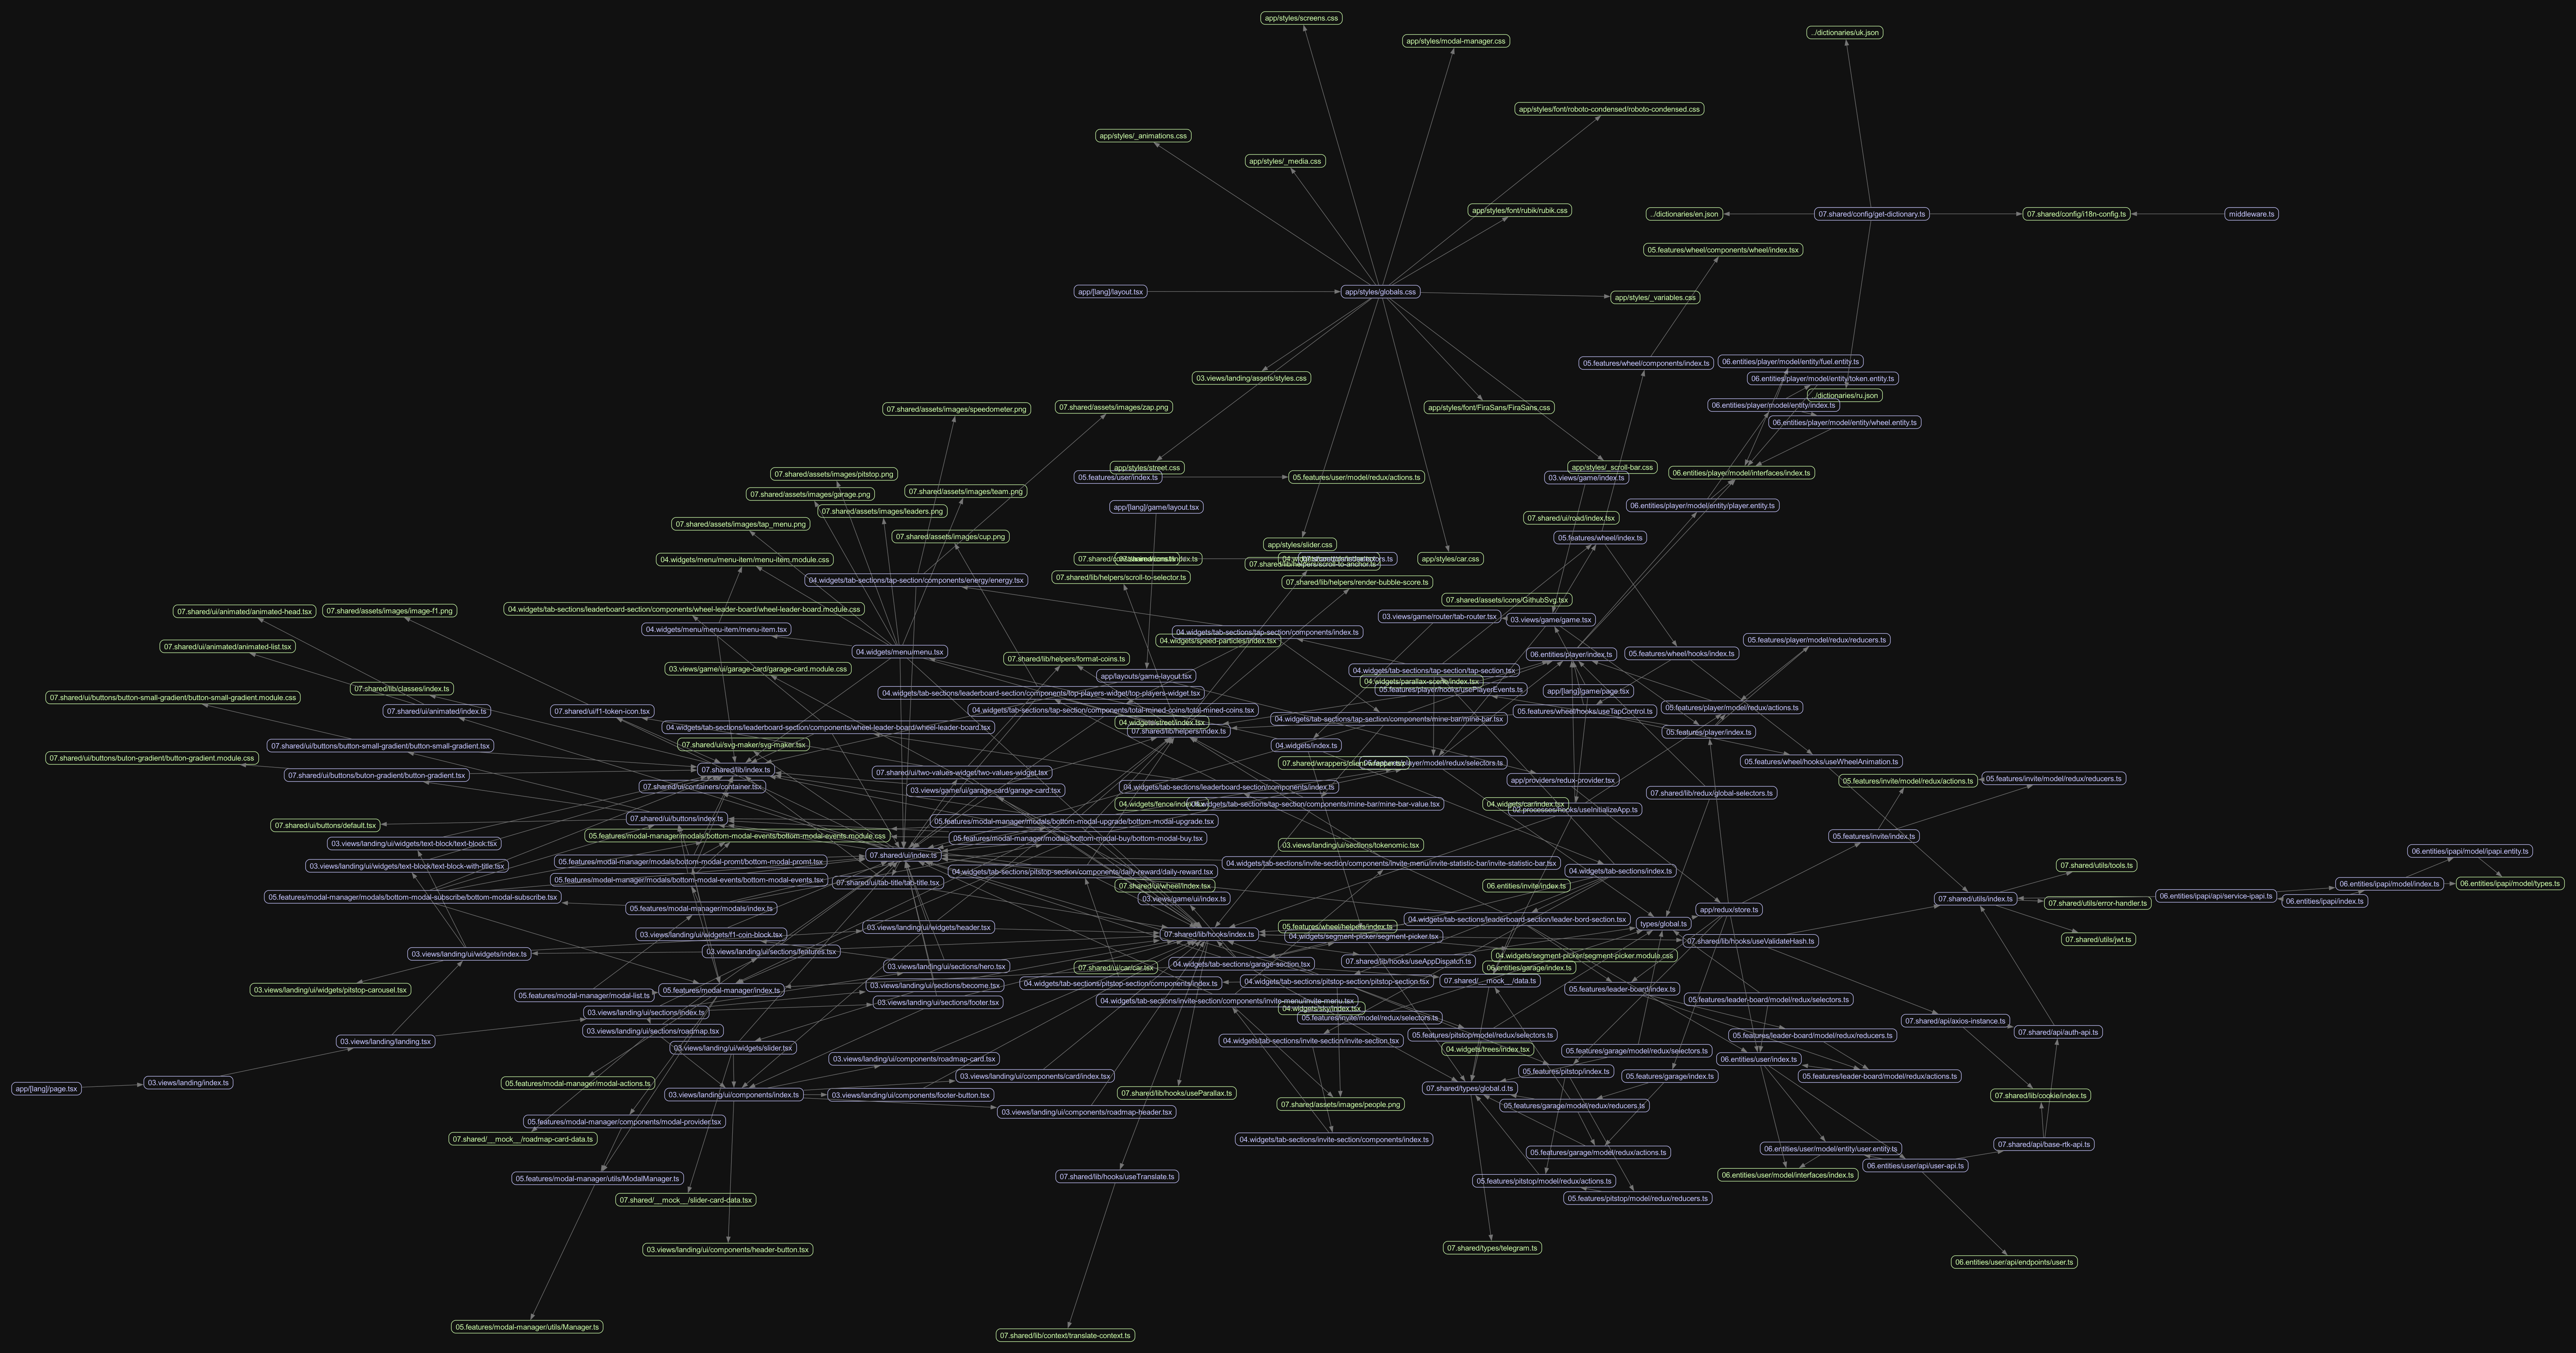 app/styles/screens.css
../dictionaries/uk.json
app/styles/modal-manager.css
app/styles/font/roboto-condensed/roboto-condensed.css
app/styles/_animations.css
app/styles/_media.css
app/styles/font/rubik/rubik.css
../dictionaries/en.json
07.shared/config/get-dictionary.ts
07.shared/config/i18n-config.ts
middleware.ts
05.features/wheel/components/wheel/index.tsx
app/[lang]/layout.tsx
app/styles/globals.css
app/styles/_variables.css
05.features/wheel/components/index.ts
06.entities/player/model/entity/fuel.entity.ts
03.views/landing/assets/styles.css
06.entities/player/model/entity/token.entity.ts
../dictionaries/ru.json
07.shared/assets/images/speedometer.png
07.shared/assets/images/zap.png
app/styles/font/FiraSans/FiraSans.css
06.entities/player/model/entity/index.ts
06.entities/player/model/entity/wheel.entity.ts
07.shared/assets/images/pitstop.png
app/styles/street.css
app/styles/_scroll-bar.css
06.entities/player/model/interfaces/index.ts
05.features/user/index.ts
05.features/user/model/redux/actions.ts
03.views/game/index.ts
07.shared/assets/images/garage.png
07.shared/assets/images/team.png
07.shared/assets/images/leaders.png
app/[lang]/game/layout.tsx
06.entities/player/model/entity/player.entity.ts
07.shared/assets/images/tap_menu.png
07.shared/ui/road/index.tsx
07.shared/assets/images/cup.png
05.features/wheel/index.ts
app/styles/slider.css
04.widgets/menu/menu-item/menu-item.module.css
app/styles/car.css
07.shared/lib/helpers/scroll-to-anchor.ts
04.widgets/tab-sections/tap-section/components/energy/energy.tsx
07.shared/lib/helpers/scroll-to-selector.ts
07.shared/lib/helpers/render-bubble-score.ts
07.shared/assets/icons/GithubSvg.tsx
07.shared/ui/animated/animated-head.tsx
07.shared/assets/images/image-f1.png
04.widgets/tab-sections/leaderboard-section/components/wheel-leader-board/wheel-leader-board.module.css
03.views/game/router/tab-router.tsx
03.views/game/game.tsx
04.widgets/menu/menu-item/menu-item.tsx
04.widgets/tab-sections/tap-section/components/index.ts
04.widgets/speed-particles/index.tsx
05.features/player/model/redux/reducers.ts
07.shared/ui/animated/animated-list.tsx
04.widgets/menu/menu.tsx
06.entities/player/index.ts
05.features/wheel/hooks/index.ts
03.views/game/ui/garage-card/garage-card.module.css
07.shared/lib/helpers/format-coins.ts
04.widgets/tab-sections/tap-section/tap-section.tsx
app/layouts/game-layout.tsx
04.widgets/parallax-scene/index.tsx
05.features/player/hooks/usePlayerEvents.ts
app/[lang]/game/page.tsx
07.shared/lib/classes/index.ts
04.widgets/tab-sections/leaderboard-section/components/top-players-widget/top-players-widget.tsx
07.shared/ui/buttons/button-small-gradient/button-small-gradient.module.css
07.shared/ui/animated/index.ts
07.shared/ui/f1-token-icon.tsx
04.widgets/tab-sections/tap-section/components/total-mined-coins/total-mined-coins.tsx
05.features/wheel/hooks/useTapControl.ts
05.features/player/model/redux/actions.ts
04.widgets/tab-sections/leaderboard-section/components/wheel-leader-board/wheel-leader-board.tsx
04.widgets/street/index.tsx
07.shared/lib/helpers/index.ts
04.widgets/tab-sections/tap-section/components/mine-bar/mine-bar.tsx
05.features/player/index.ts
07.shared/ui/buttons/button-small-gradient/button-small-gradient.tsx
07.shared/ui/svg-maker/svg-maker.tsx
04.widgets/index.ts
07.shared/ui/buttons/buton-gradient/button-gradient.module.css
05.features/wheel/hooks/useWheelAnimation.ts
07.shared/ui/buttons/buton-gradient/button-gradient.tsx
07.shared/lib/index.ts
07.shared/ui/two-values-widget/two-values-widget.tsx
app/providers/redux-provider.tsx
05.features/invite/model/redux/actions.ts
05.features/invite/model/redux/reducers.ts
07.shared/ui/containers/container.tsx
03.views/game/ui/garage-card/garage-card.tsx
04.widgets/tab-sections/leaderboard-section/components/index.ts
07.shared/lib/redux/global-selectors.ts
04.widgets/fence/index.tsx
04.widgets/car/index.tsx
02.processes/hooks/useInitializeApp.ts
07.shared/ui/buttons/index.ts
07.shared/ui/buttons/default.tsx
05.features/modal-manager/modals/bottom-modal-upgrade/bottom-modal-upgrade.tsx
05.features/modal-manager/modals/bottom-modal-events/bottom-modal-events.module.css
05.features/invite/index.ts
03.views/landing/ui/widgets/text-block/text-block.tsx
05.features/modal-manager/modals/bottom-modal-buy/bottom-modal-buy.tsx
03.views/landing/ui/sections/tokenomic.tsx
06.entities/ipapi/model/ipapi.entity.ts
07.shared/ui/index.ts
03.views/landing/ui/widgets/text-block/text-block-with-title.tsx
05.features/modal-manager/modals/bottom-modal-promt/bottom-modal-promt.tsx
04.widgets/tab-sections/invite-section/components/invite-menu/invite-statistic-bar/invite-statistic-bar.tsx
07.shared/utils/tools.ts
04.widgets/tab-sections/pitstop-section/components/daily-reward/daily-reward.tsx
04.widgets/tab-sections/index.ts
05.features/modal-manager/modals/bottom-modal-events/bottom-modal-events.tsx
07.shared/ui/tab-title/tab-title.tsx
07.shared/ui/wheel/index.tsx
06.entities/invite/index.ts
06.entities/ipapi/model/index.ts
06.entities/ipapi/model/types.ts
05.features/modal-manager/modals/bottom-modal-subscribe/bottom-modal-subscribe.tsx
03.views/game/ui/index.ts
07.shared/utils/index.ts
07.shared/utils/error-handler.ts
06.entities/ipapi/api/service-ipapi.ts
06.entities/ipapi/index.ts
05.features/modal-manager/modals/index.ts
app/redux/store.ts
04.widgets/tab-sections/leaderboard-section/leader-bord-section.tsx
types/global.ts
03.views/landing/ui/widgets/header.tsx
05.features/wheel/helpers/index.ts
03.views/landing/ui/widgets/f1-coin-block.tsx
07.shared/lib/hooks/index.ts
04.widgets/segment-picker/segment-picker.tsx
07.shared/lib/hooks/useValidateHash.ts
07.shared/utils/jwt.ts
03.views/landing/ui/widgets/index.ts
03.views/landing/ui/sections/features.tsx
04.widgets/segment-picker/segment-picker.module.css
07.shared/lib/hooks/useAppDispatch.ts
03.views/landing/ui/sections/hero.tsx
07.shared/ui/car/car.tsx
04.widgets/tab-sections/garage-section.tsx
06.entities/garage/index.ts
03.views/landing/ui/widgets/pitstop-carousel.tsx
05.features/modal-manager/modal-list.ts
05.features/modal-manager/index.ts
03.views/landing/ui/sections/become.tsx
04.widgets/tab-sections/pitstop-section/components/index.ts
04.widgets/tab-sections/pitstop-section/pitstop-section.tsx
07.shared/__mock__/data.ts
05.features/leader-board/index.ts
03.views/landing/ui/sections/footer.tsx
04.widgets/tab-sections/invite-section/components/invite-menu/invite-menu.tsx
05.features/leader-board/model/redux/selectors.ts
03.views/landing/ui/sections/index.ts
04.widgets/sky/index.tsx
05.features/invite/model/redux/selectors.ts
07.shared/api/axios-instance.ts
03.views/landing/ui/sections/roadmap.tsx
05.features/pitstop/model/redux/selectors.ts
05.features/leader-board/model/redux/reducers.ts
07.shared/api/auth-api.ts
03.views/landing/landing.tsx
03.views/landing/ui/widgets/slider.tsx
04.widgets/tab-sections/invite-section/invite-section.tsx
04.widgets/trees/index.tsx
05.features/garage/model/redux/selectors.ts
03.views/landing/ui/components/roadmap-card.tsx
06.entities/user/index.ts
05.features/pitstop/index.ts
03.views/landing/ui/components/card/index.tsx
05.features/garage/index.ts
05.features/leader-board/model/redux/actions.ts
app/[lang]/page.tsx
03.views/landing/index.ts
05.features/modal-manager/modal-actions.ts
07.shared/types/global.d.ts
03.views/landing/ui/components/index.ts
03.views/landing/ui/components/footer-button.tsx
07.shared/lib/hooks/useParallax.ts
07.shared/lib/cookie/index.ts
07.shared/assets/images/people.png
05.features/garage/model/redux/reducers.ts
03.views/landing/ui/components/roadmap-header.tsx
05.features/modal-manager/components/modal-provider.tsx
07.shared/__mock__/roadmap-card-data.ts
04.widgets/tab-sections/invite-section/components/index.ts
07.shared/api/base-rtk-api.ts
05.features/garage/model/redux/actions.ts
06.entities/user/model/entity/user.entity.ts
06.entities/user/api/user-api.ts
05.features/modal-manager/utils/ModalManager.ts
07.shared/lib/hooks/useTranslate.ts
06.entities/user/model/interfaces/index.ts
05.features/pitstop/model/redux/actions.ts
07.shared/__mock__/slider-card-data.tsx
05.features/pitstop/model/redux/reducers.ts
03.views/landing/ui/components/header-button.tsx
07.shared/types/telegram.ts
06.entities/user/api/endpoints/user.ts
05.features/modal-manager/utils/Manager.ts
07.shared/lib/context/translate-context.ts